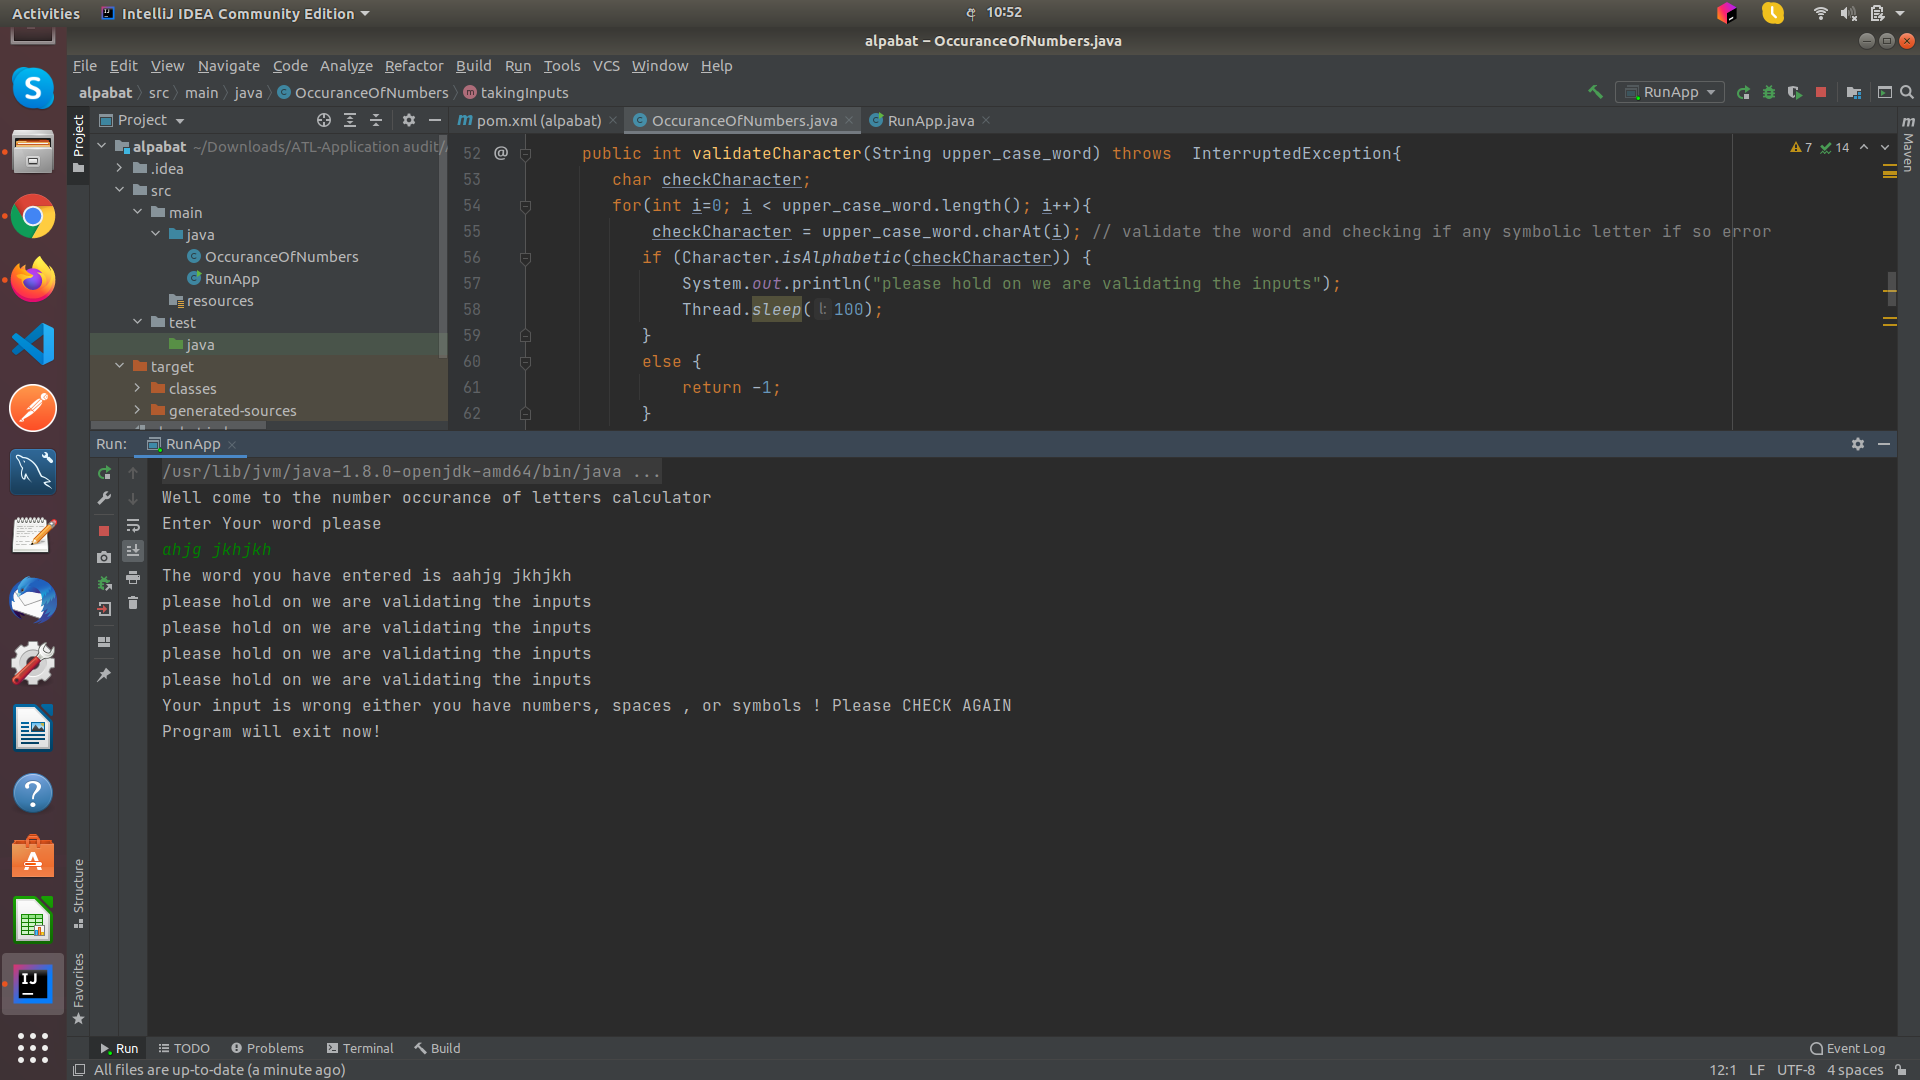 Activities IntelliJ IDEA Community Edition 10:52
alpabat – OccuranceOfNumbers.java
File Edit View Navigate Code Analyze Refactor Build Run Tools VCS Window Help
alpabat src main java OccuranceOfNumbers takingInputs RunApp
Project
Project
pom.xml (alpabat) OccuranceOfNumbers.java RunApp.java
Maven
alpabat ~/Downloads/ATL-Application audit/
.idea
src
main
java
OccuranceOfNumbers
RunApp
resources
test
java
target
classes
generated-sources
7 14
52 @ public int validateCharacter(String upper_case_word) throws  InterruptedException{
53 char checkCharacter;
54 for(int i=0; i < upper_case_word.length(); i++){
55 checkCharacter = upper_case_word.charAt(i); // validate the word and checking if any symbolic letter if so error
56 if (Character.isAlphabetic(checkCharacter)) {
57 System.out.println("please hold on we are validating the inputs");
58 Thread.sleep( l: 100);
59 }
60 else {
61 return -1;
62 }
Run: RunApp
/usr/lib/jvm/java-1.8.0-openjdk-amd64/bin/java ...
Well come to the number occurance of letters calculator
Enter Your word please
ahjg jkhjkh
The word you have entered is aahjg jkhjkh
please hold on we are validating the inputs
please hold on we are validating the inputs
please hold on we are validating the inputs
please hold on we are validating the inputs
Your input is wrong either you have numbers, spaces , or symbols ! Please CHECK AGAIN
Program will exit now!
Structure
Favorites
Run TODO Problems Terminal Build Event Log
All files are up-to-date (a minute ago) 12:1 LF UTF-8 4 spaces